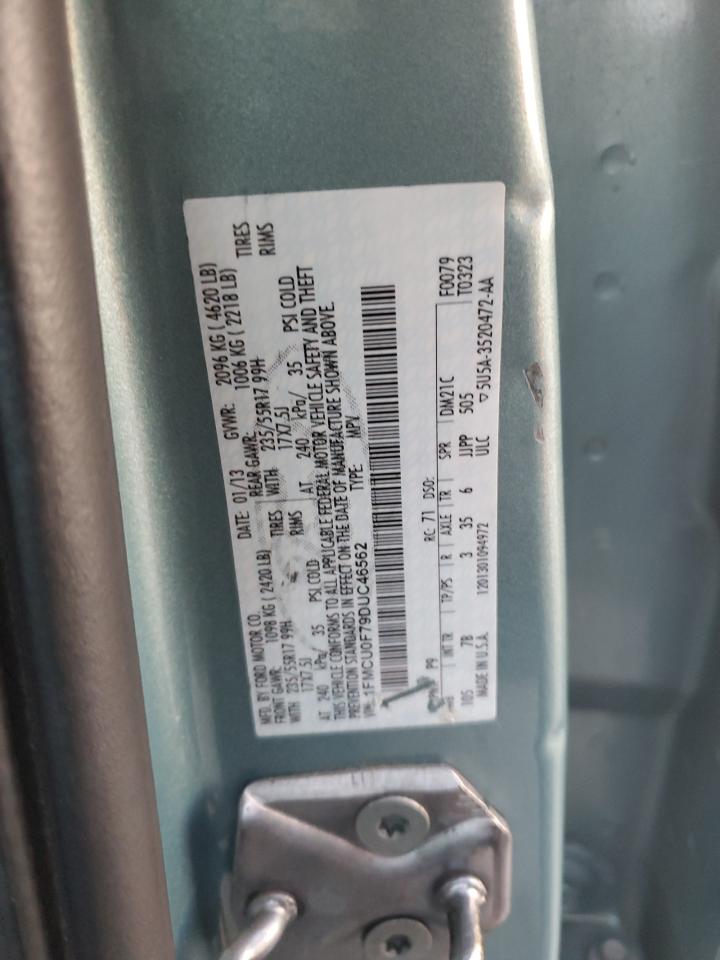 MFD. BY FORD MOTOR CO.
DATE: 01/13 GVWR: 2096 KG ( 4620 LB)
FRONT GAWR: 1098 KG ( 2420 LB) REAR GAWR: 1006 KG ( 2218 LB)
WITH 235/55R17 99H TIRES WITH 235/55R17 99H TIRES
17X7.5J RIMS 17X7.5J RIMS
AT 240 kPa/ 35 PSI COLD AT 240 kPa/ 35 PSI COLD
THIS VEHICLE CONFORMS TO ALL APPLICABLE FEDERAL MOTOR VEHICLE SAFETY AND THEFT
PREVENTION STANDARDS IN EFFECT ON THE DATE OF MANUFACTURE SHOWN ABOVE.
VIN: 1FMCU0F79DUC46562 TYPE: MPV
P9 RC: 71 DSO: F0079
INT TR TP/PS R AXLE TR SPR DM21C T0323
105 7B 3 35 6 JJPP 505
MADE IN U.S.A. 1201301094972 ULC ▽5U5A-3520472-AA